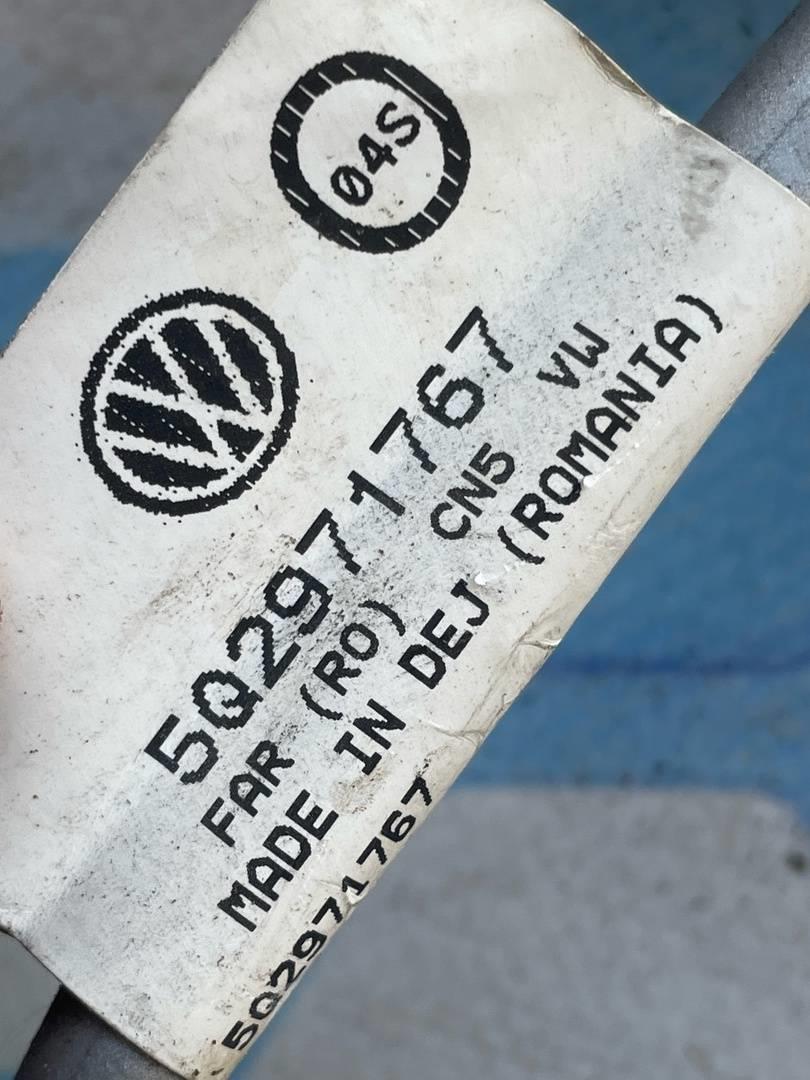 04S
5Q2971767
FAR (RO) CN5 VW
MADE IN DEJ (ROMANIA)
5Q2971767